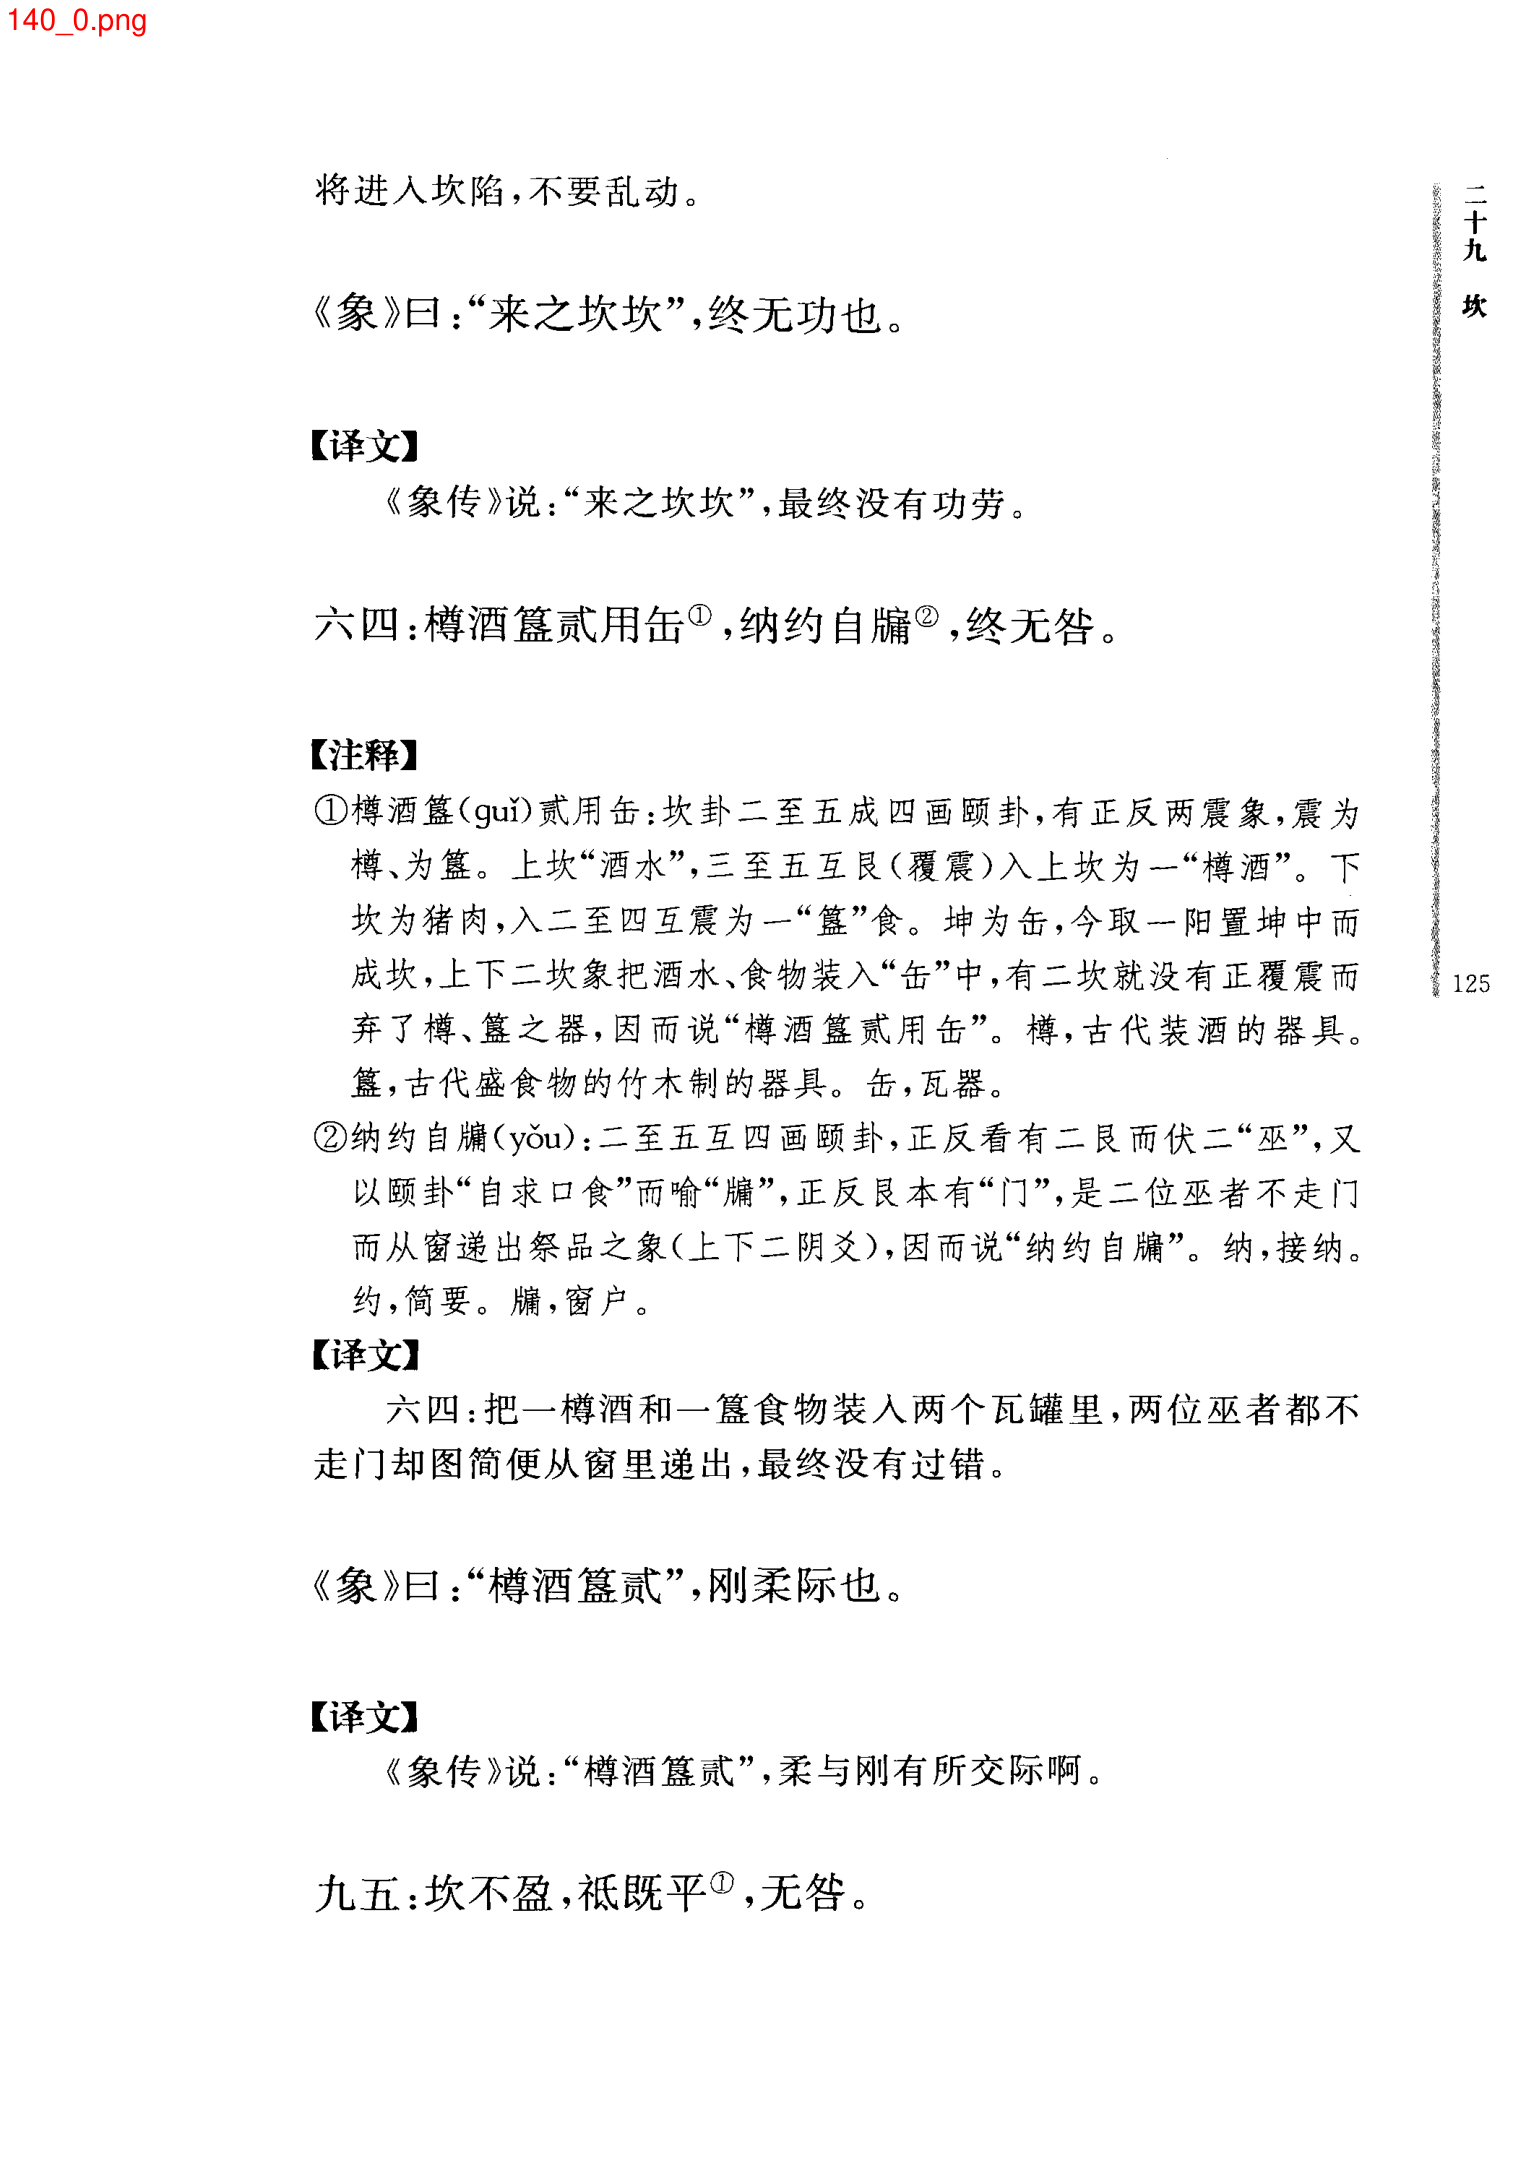 140_0.png
将进入坎陷，不要乱动。
《象》曰：“来之坎坎”，终无功也。
【译文】
《象传》说：“来之坎坎”，最终没有功劳。
六四：樽酒簋贰用缶①，纳约自牖②，终无咎。
【注释】
①樽酒簋(guǐ)贰用缶：坎卦二至五成四画颐卦，有正反两震象，震为
樽、为簋。上坎“酒水”，三至五互艮(覆震)入上坎为一“樽酒”。下
坎为猪肉，入二至四互震为一“簋”食。坤为缶，今取一阳置坤中而
成坎，上下二坎象把酒水、食物装入“缶”中，有二坎就没有正覆震而
弃了樽、簋之器，因而说“樽酒簋贰用缶”。樽，古代装酒的器具。
簋，古代盛食物的竹木制的器具。缶，瓦器。
②纳约自牖(yǒu)：二至五互四画颐卦，正反看有二艮而伏二“巫”，又
以颐卦“自求口食”而喻“牖”，正反艮本有“门”，是二位巫者不走门
而从窗递出祭品之象(上下二阴爻)，因而说“纳约自牖”。纳，接纳。
约，简要。牖，窗户。
【译文】
六四：把一樽酒和一簋食物装入两个瓦罐里，两位巫者都不
走门却图简便从窗里递出，最终没有过错。
《象》曰：“樽酒簋贰”，刚柔际也。
【译文】
《象传》说：“樽酒簋贰”，柔与刚有所交际啊。
九五：坎不盈，祗既平①，无咎。
二十九 坎
125